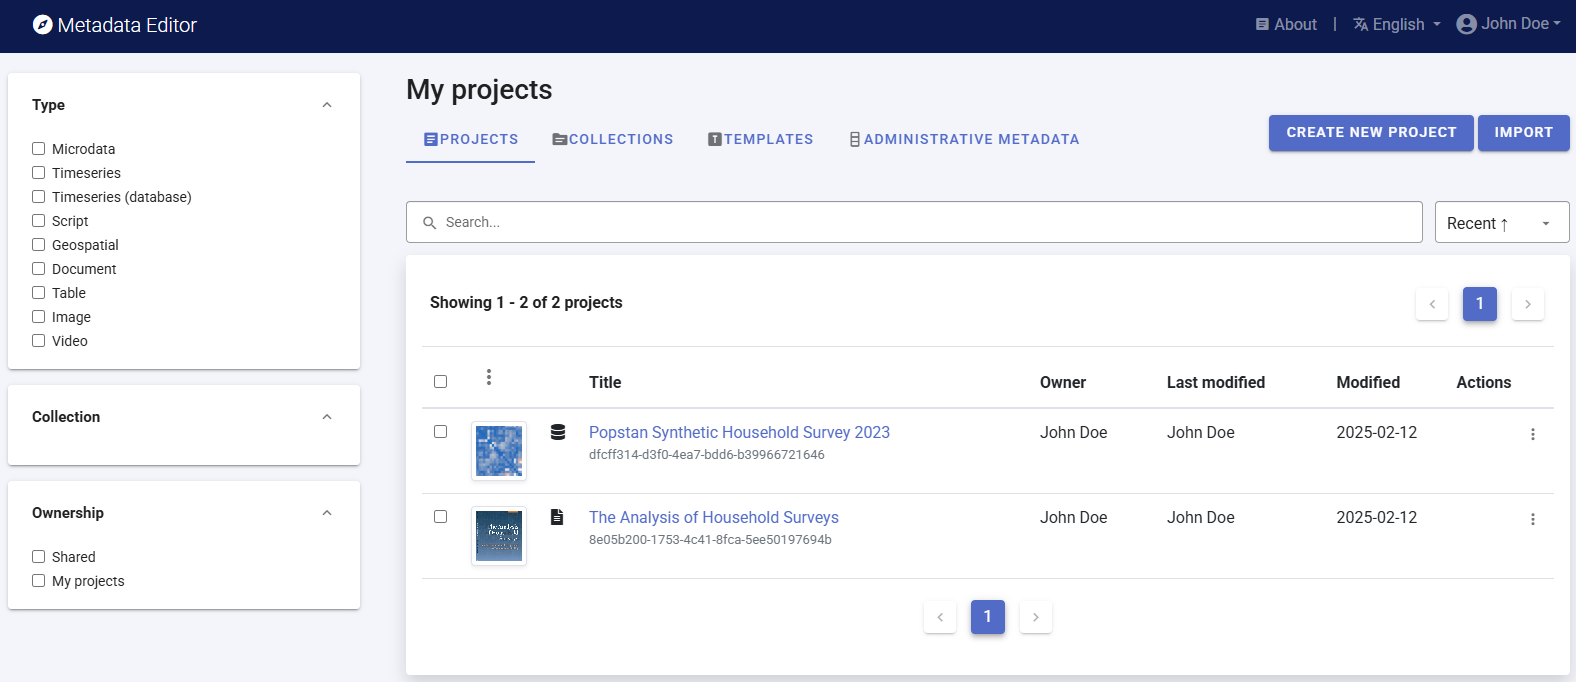 Metadata Editor
About | English John Doe
Type
Microdata
Timeseries
Timeseries (database)
Script
Geospatial
Document
Table
Image
Video
Collection
Ownership
Shared
My projects
My projects
PROJECTS COLLECTIONS TEMPLATES ADMINISTRATIVE METADATA
CREATE NEW PROJECT IMPORT
Search... Recent ↑
Showing 1 - 2 of 2 projects < 1 >
Title Owner Last modified Modified Actions
Popstan Synthetic Household Survey 2023 John Doe John Doe 2025-02-12
dfcff314-d3f0-4ea7-bdd6-b39966721646
The Analysis of Household Surveys John Doe John Doe 2025-02-12
8e05b200-1753-4c41-8fca-5ee50197694b
< 1 >